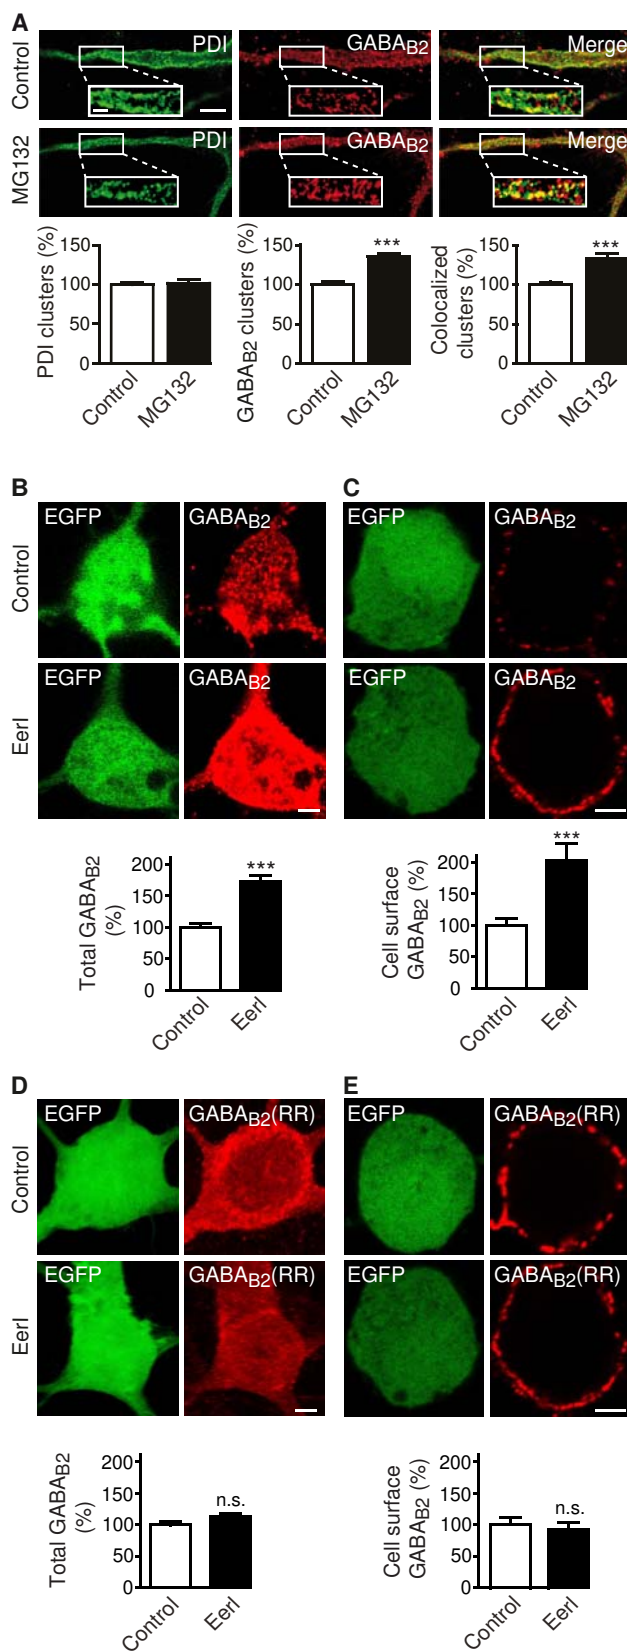 A
Control
PDI
GABAB2
Merge
MG132
PDI
GABAB2
Merge
PDI clusters (%)
150
100
50
0
Control
MG132
GABAB2 clusters (%)
150
100
50
0
***
Control
MG132
Colocalized
clusters (%)
150
100
50
0
***
Control
MG132
B
Control
EGFP
GABAB2
EerI
EGFP
GABAB2
Total GABAB2
(%)
200
150
100
50
0
***
Control
EerI
C
EGFP
GABAB2
EGFP
GABAB2
Cell surface
GABAB2 (%)
200
150
100
50
0
***
Control
EerI
D
Control
EGFP
GABAB2(RR)
EerI
EGFP
GABAB2(RR)
Total GABAB2
(%)
200
150
100
50
0
n.s.
Control
EerI
E
EGFP
GABAB2(RR)
EGFP
GABAB2(RR)
Cell surface
GABAB2 (%)
200
150
100
50
0
n.s.
Control
EerI